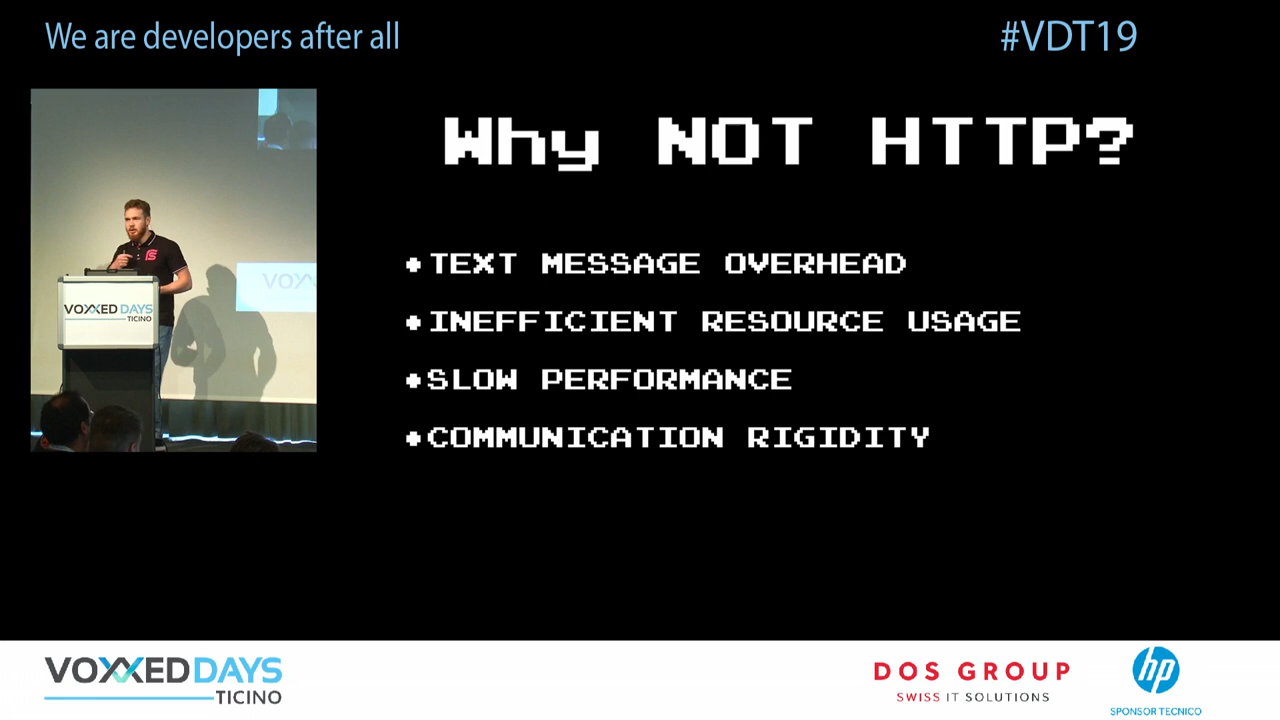 We are developers after all
#VDT19
Why NOT HTTP?
•TEXT MESSAGE OVERHEAD
•INEFFICIENT RESOURCE USAGE
•SLOW PERFORMANCE
•COMMUNICATION RIGIDITY
VOXXED DAYS
TICINO
VOXXED DAYS
TICINO
DOS GROUP
SWISS IT SOLUTIONS
hp
SPONSOR TECNICO